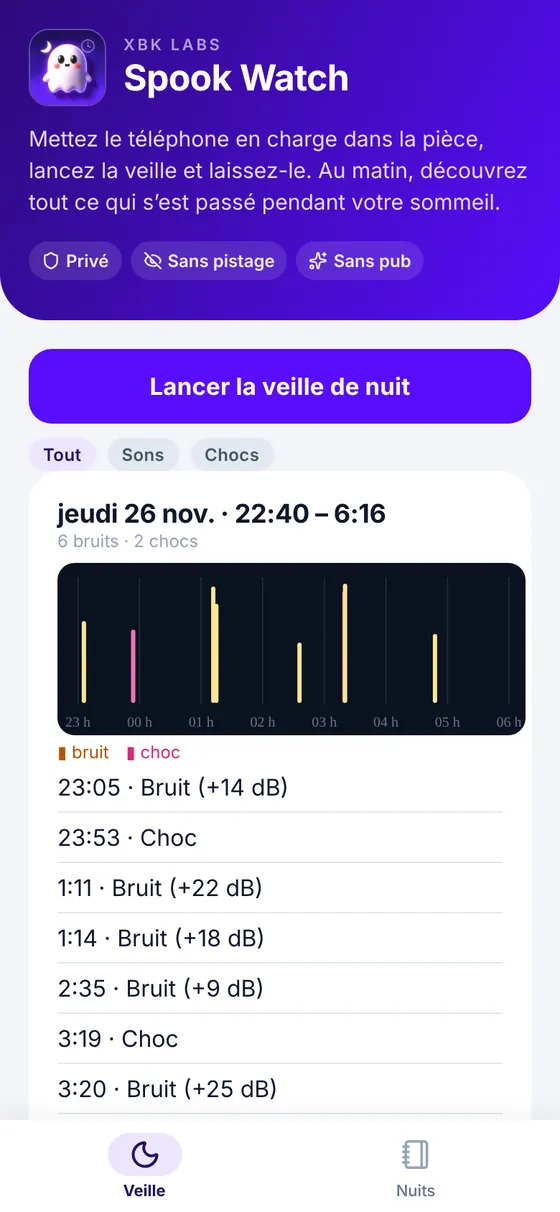 XBK LABS
Spook Watch
Mettez le téléphone en charge dans la pièce,
lancez la veille et laissez-le. Au matin, découvrez
tout ce qui s’est passé pendant votre sommeil.
Privé Sans pistage Sans pub
Lancer la veille de nuit
Tout Sons Chocs
jeudi 26 nov. · 22:40 – 6:16
6 bruits · 2 chocs
23 h 00 h 01 h 02 h 03 h 04 h 05 h 06 h
bruit choc
23:05 · Bruit (+14 dB)
23:53 · Choc
1:11 · Bruit (+22 dB)
1:14 · Bruit (+18 dB)
2:35 · Bruit (+9 dB)
3:19 · Choc
3:20 · Bruit (+25 dB)
Veille Nuits